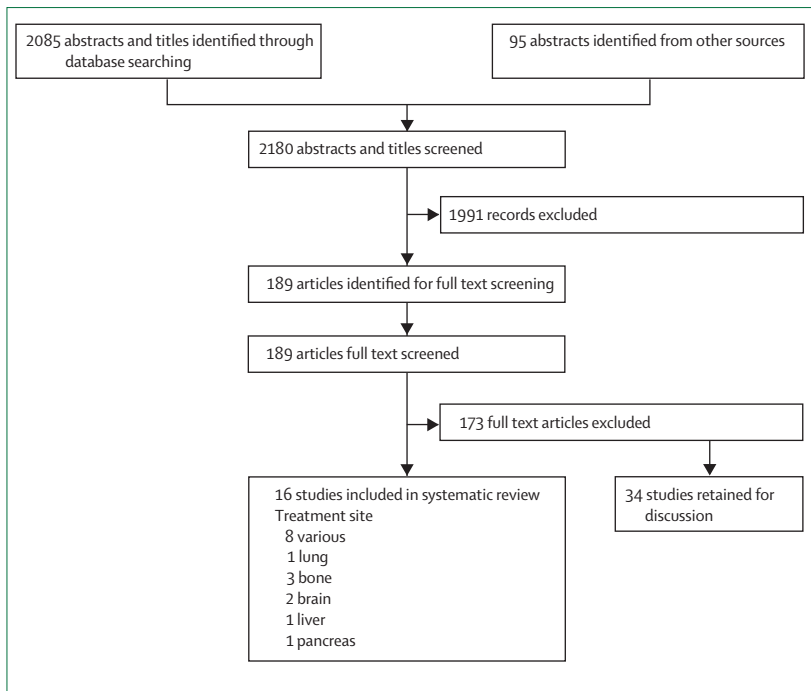 2085 abstracts and titles identified through
database searching
95 abstracts identified from other sources
2180 abstracts and titles screened
1991 records excluded
189 articles identified for full text screening
189 articles full text screened
173 full text articles excluded
16 studies included in systematic review
Treatment site
8 various
1 lung
3 bone
2 brain
1 liver
1 pancreas
34 studies retained for
discussion